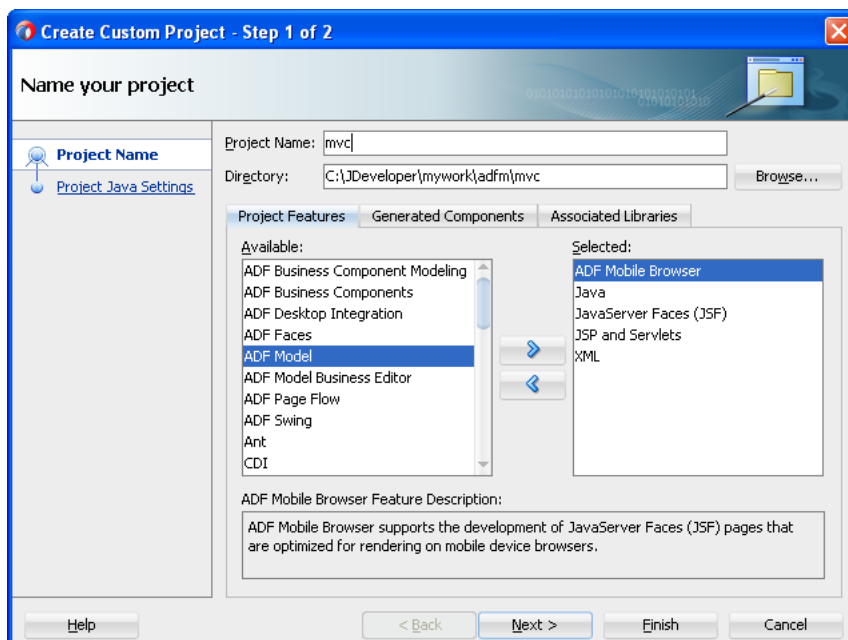 Create Custom Project - Step 1 of 2
Name your project
010101010101010101010101
01010101010
Project Name
Project Java Settings
Project Name: mvc
Directory: C:\JDeveloper\mywork\adfm\mvc Browse...
Project Features Generated Components Associated Libraries
Available:
ADF Business Component Modeling
ADF Business Components
ADF Desktop Integration
ADF Faces
ADF Model
ADF Model Business Editor
ADF Page Flow
ADF Swing
Ant
CDI
Selected:
ADF Mobile Browser
Java
JavaServer Faces (JSF)
JSP and Servlets
XML
ADF Mobile Browser Feature Description:
ADF Mobile Browser supports the development of JavaServer Faces (JSF) pages that
are optimized for rendering on mobile device browsers.
Help < Back Next > Finish Cancel